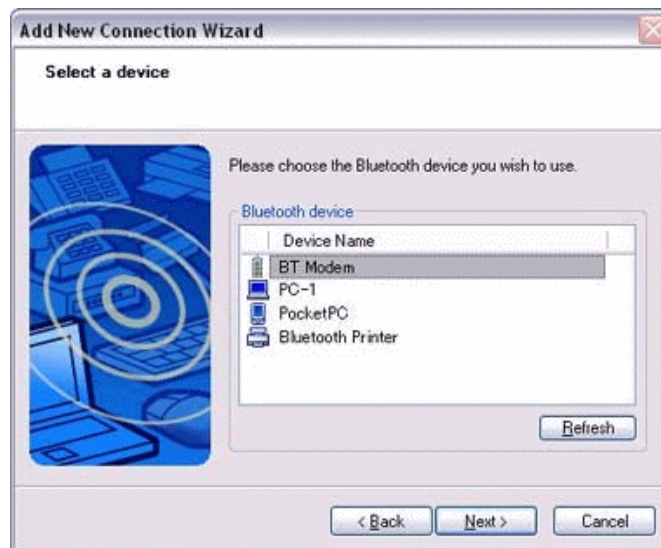 Add New Connection Wizard
Select a device
Please choose the Bluetooth device you wish to use.
Bluetooth device
Device Name
BT Modem
PC-1
PocketPC
Bluetooth Printer
Refresh
< Back
Next >
Cancel